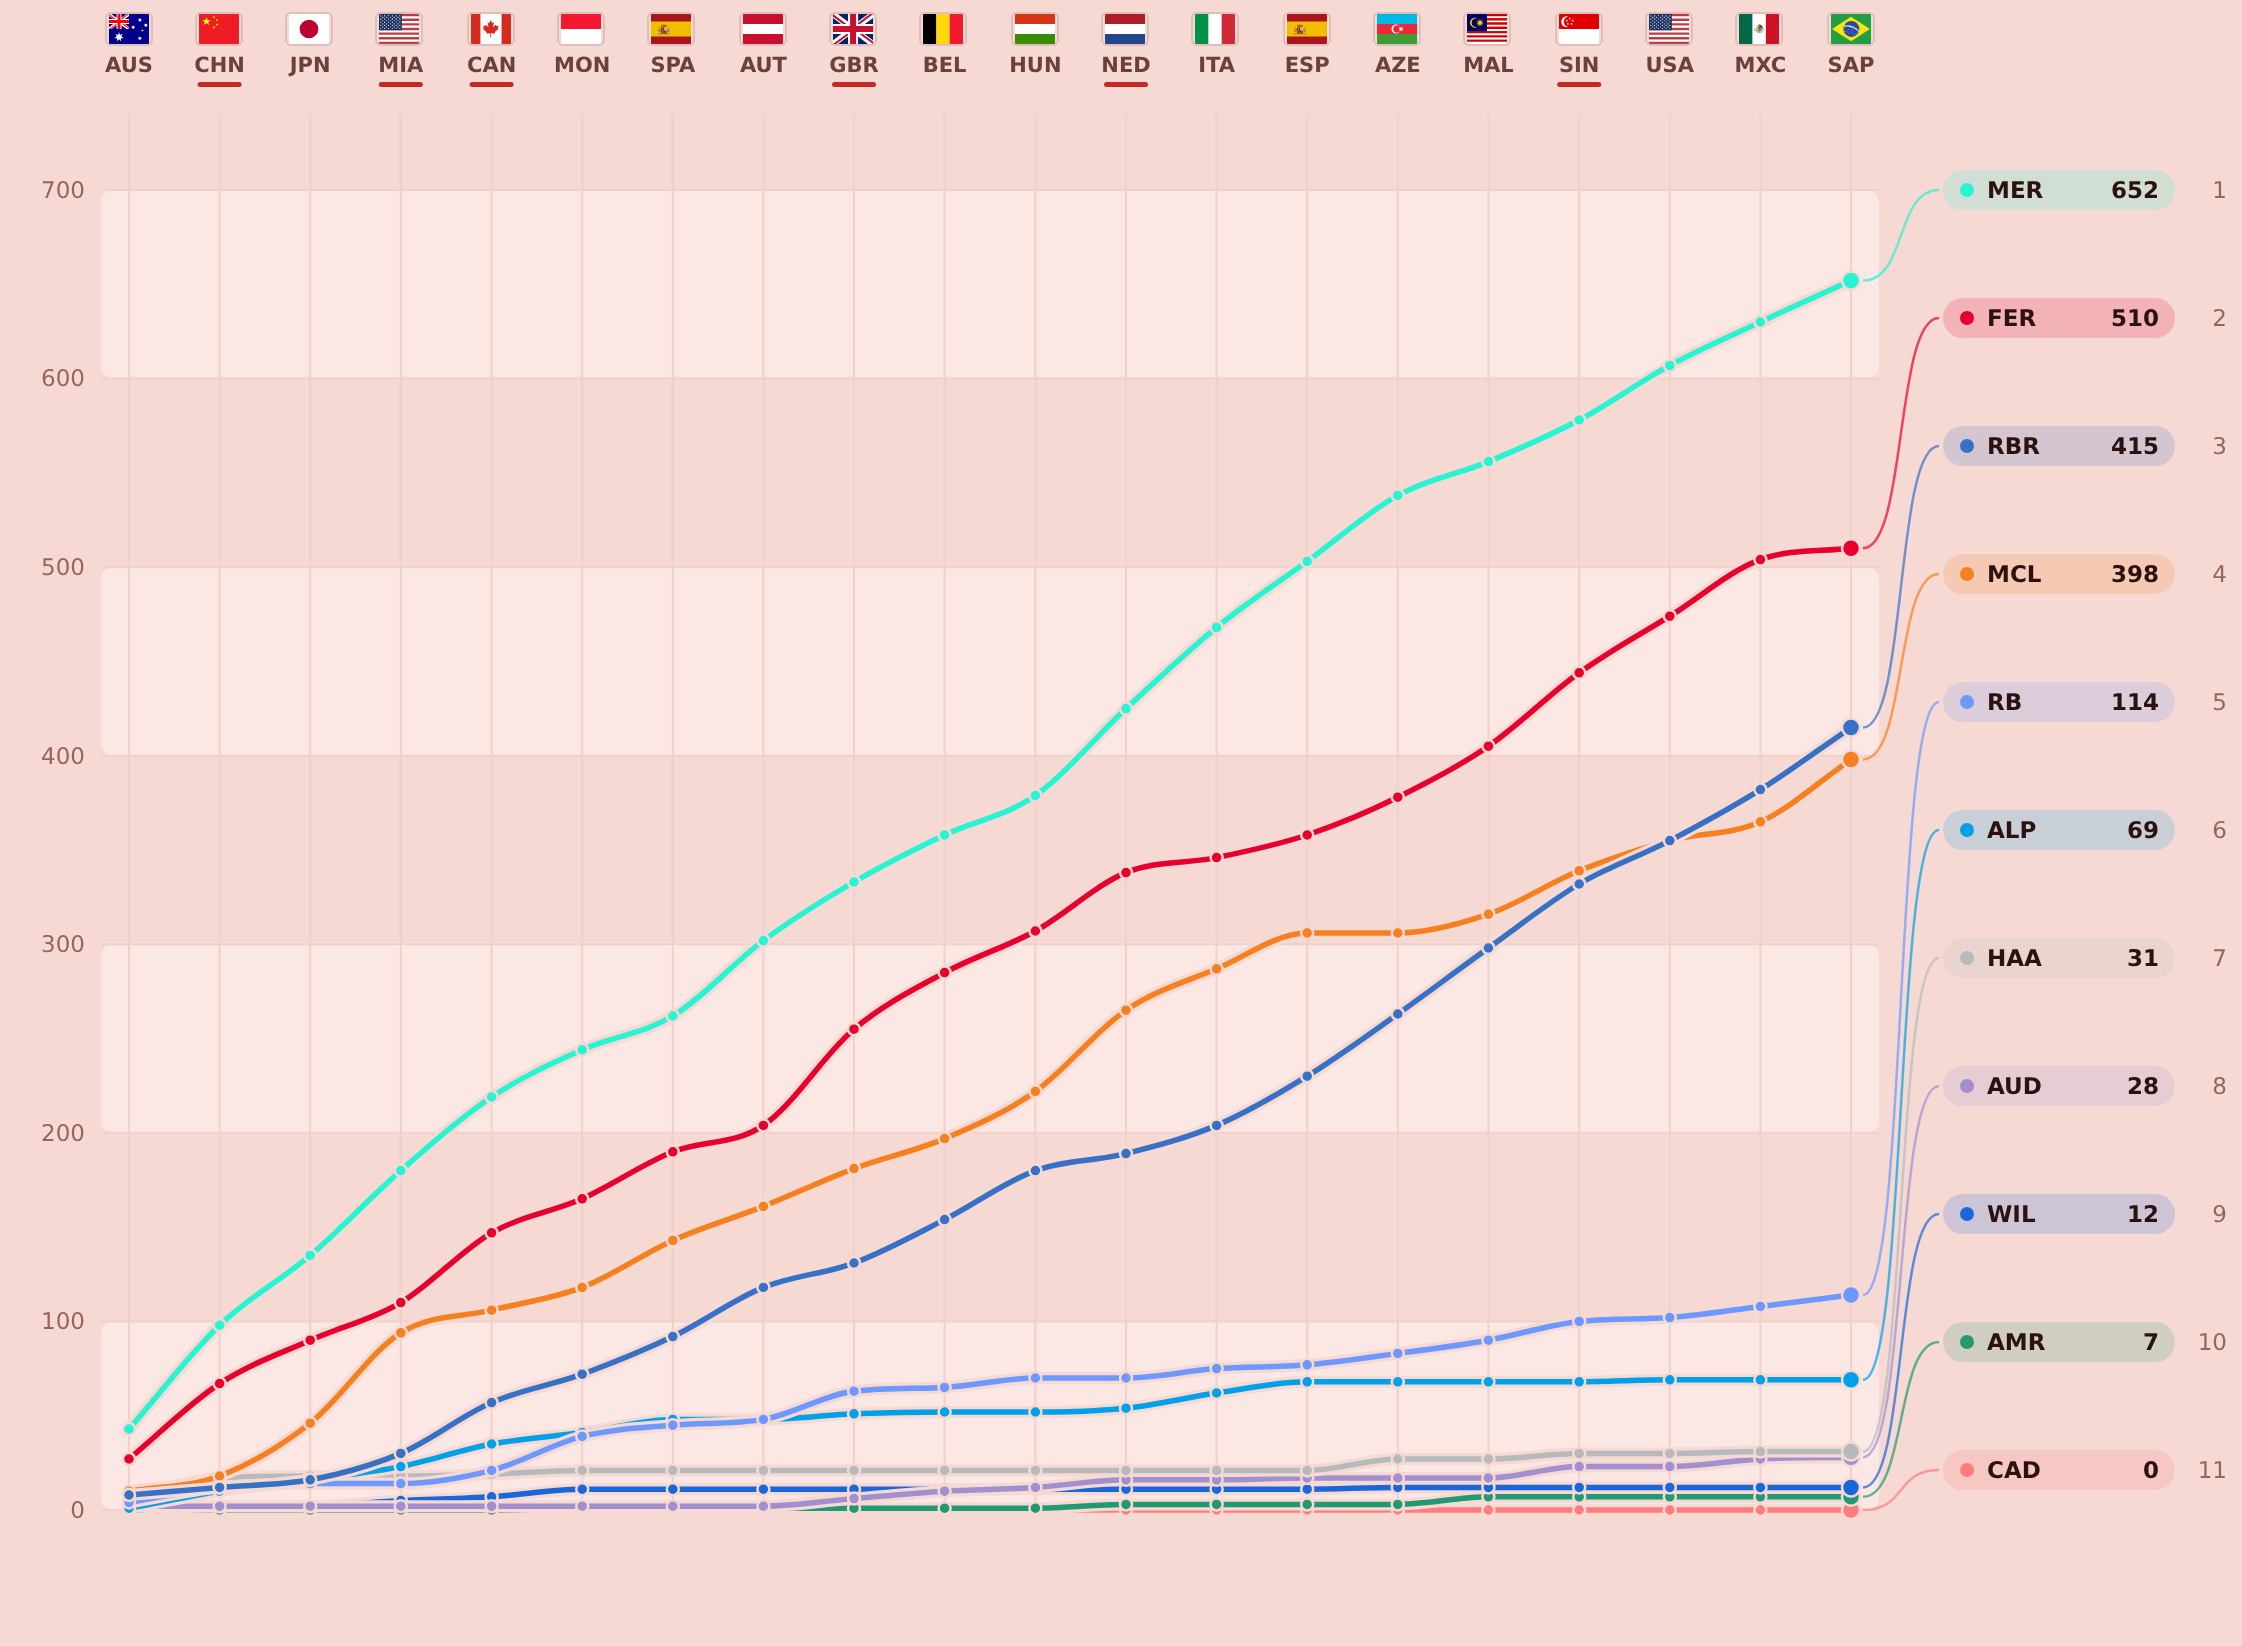 AUS CHN JPN MIA CAN MON SPA AUT GBR BEL HUN NED ITA ESP AZE MAL SIN USA MXC SAP
700
600
500
400
300
200
100
0
MER 652 1
FER 510 2
RBR 415 3
MCL 398 4
RB 114 5
ALP 69 6
HAA 31 7
AUD 28 8
WIL 12 9
AMR 7 10
CAD 0 11